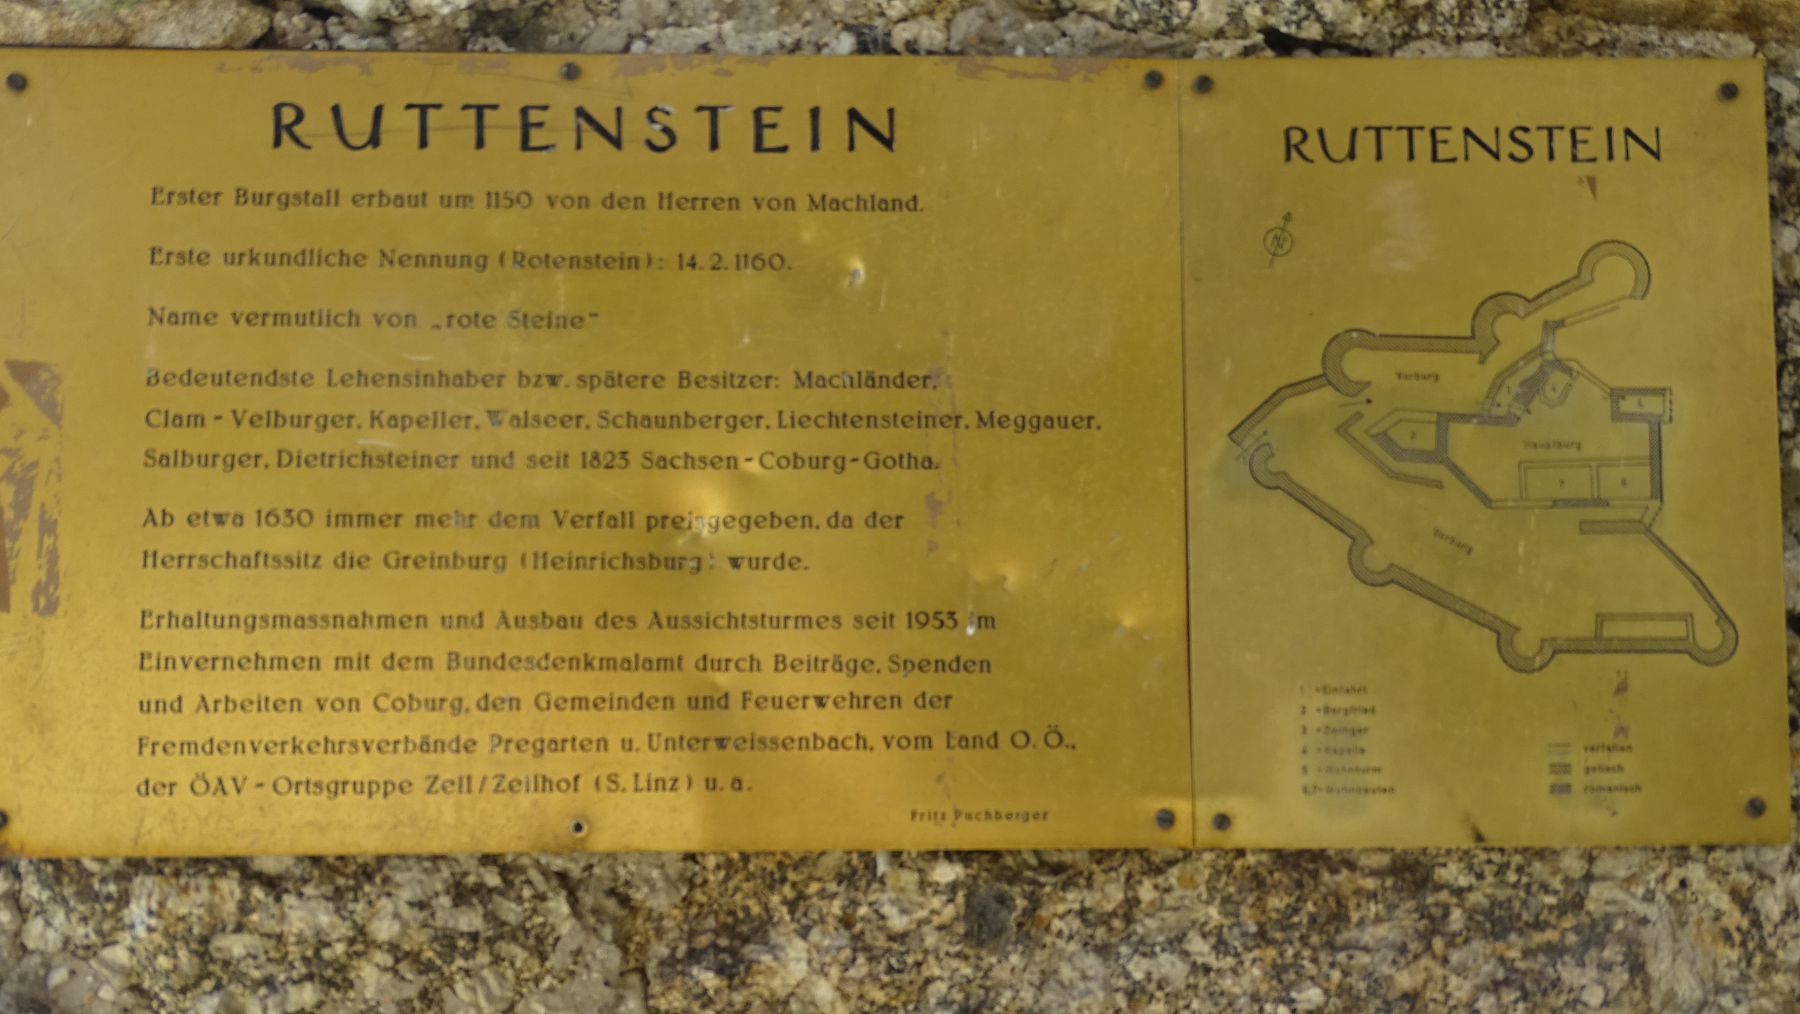 RUTTENSTEIN
Erster Burgstall erbaut um 1150 von den Herren von Machland.
Erste urkundliche Nennung (Rotenstein): 14.2.1160.
Name vermutlich von „rote Steine"
Bedeutendste Lehensinhaber bzw. spätere Besitzer: Machländer,
Clam-Velburger, Kapeller, Walseer, Schaunberger, Liechtensteiner, Meggauer,
Salburger, Dietrichsteiner und seit 1823 Sachsen-Coburg-Gotha.
Ab etwa 1630 immer mehr dem Verfall preisgegeben, da der
Herrschaftssitz die Greinburg (Heinrichsburg) wurde.
Erhaltungsmassnahmen und Ausbau des Aussichtsturmes seit 1953 im
Einvernehmen mit dem Bundesdenkmalamt durch Beiträge, Spenden
und Arbeiten von Coburg, den Gemeinden und Feuerwehren der
Fremdenverkehrsverbände Pregarten u. Unterweissenbach, vom Land O.Ö.,
der ÖAV-Ortsgruppe Zell/Zellhof (S. Linz) u.a.
Fritz Puchberger
RUTTENSTEIN
N
Vorburg
2
Hauptburg
7
6
Vorburg
1 = Einfahrt
2 = Bergfried
3 = Zwinger
4 = Kapelle
5 = Wohnturm
6,7 = Wohnbauten
verfallen
gotisch
romanisch